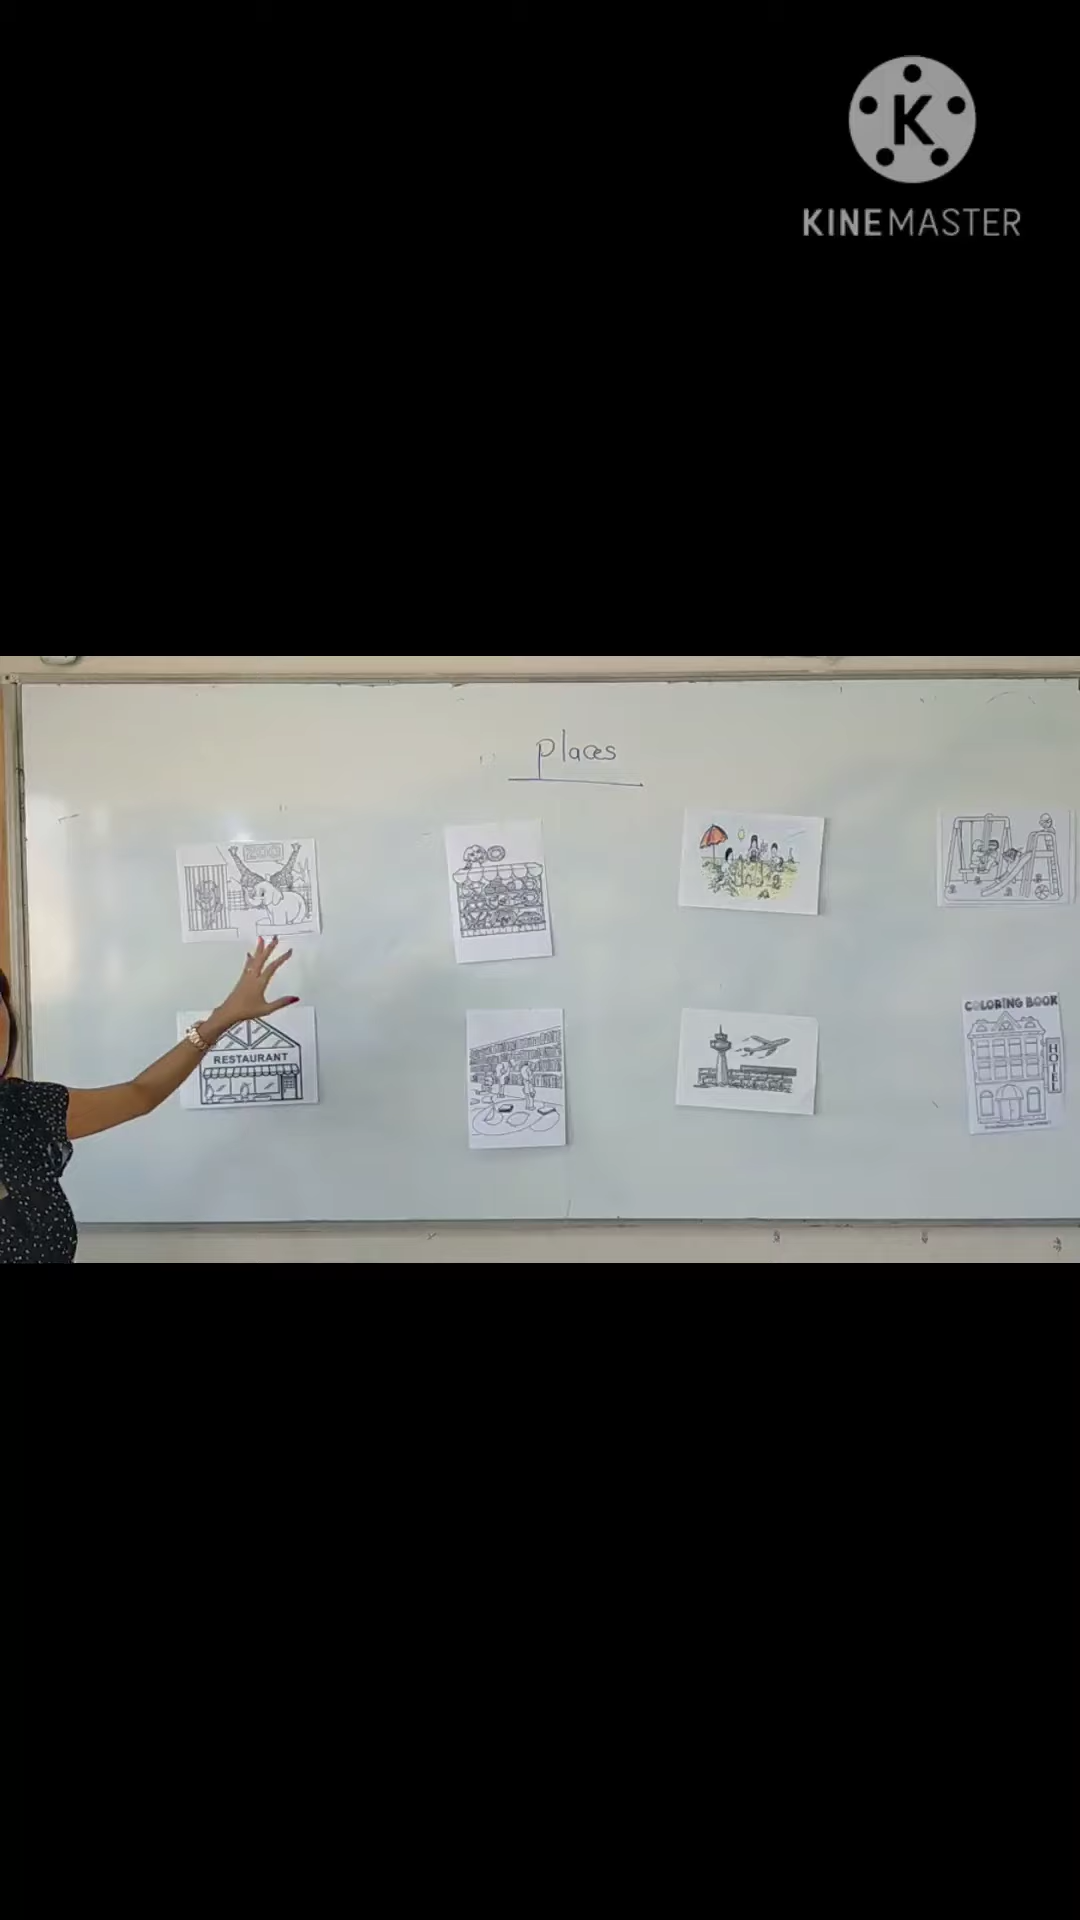 KINEMASTER
places
ZOO
RESTAURANT
COLORING BOOK
HOTEL